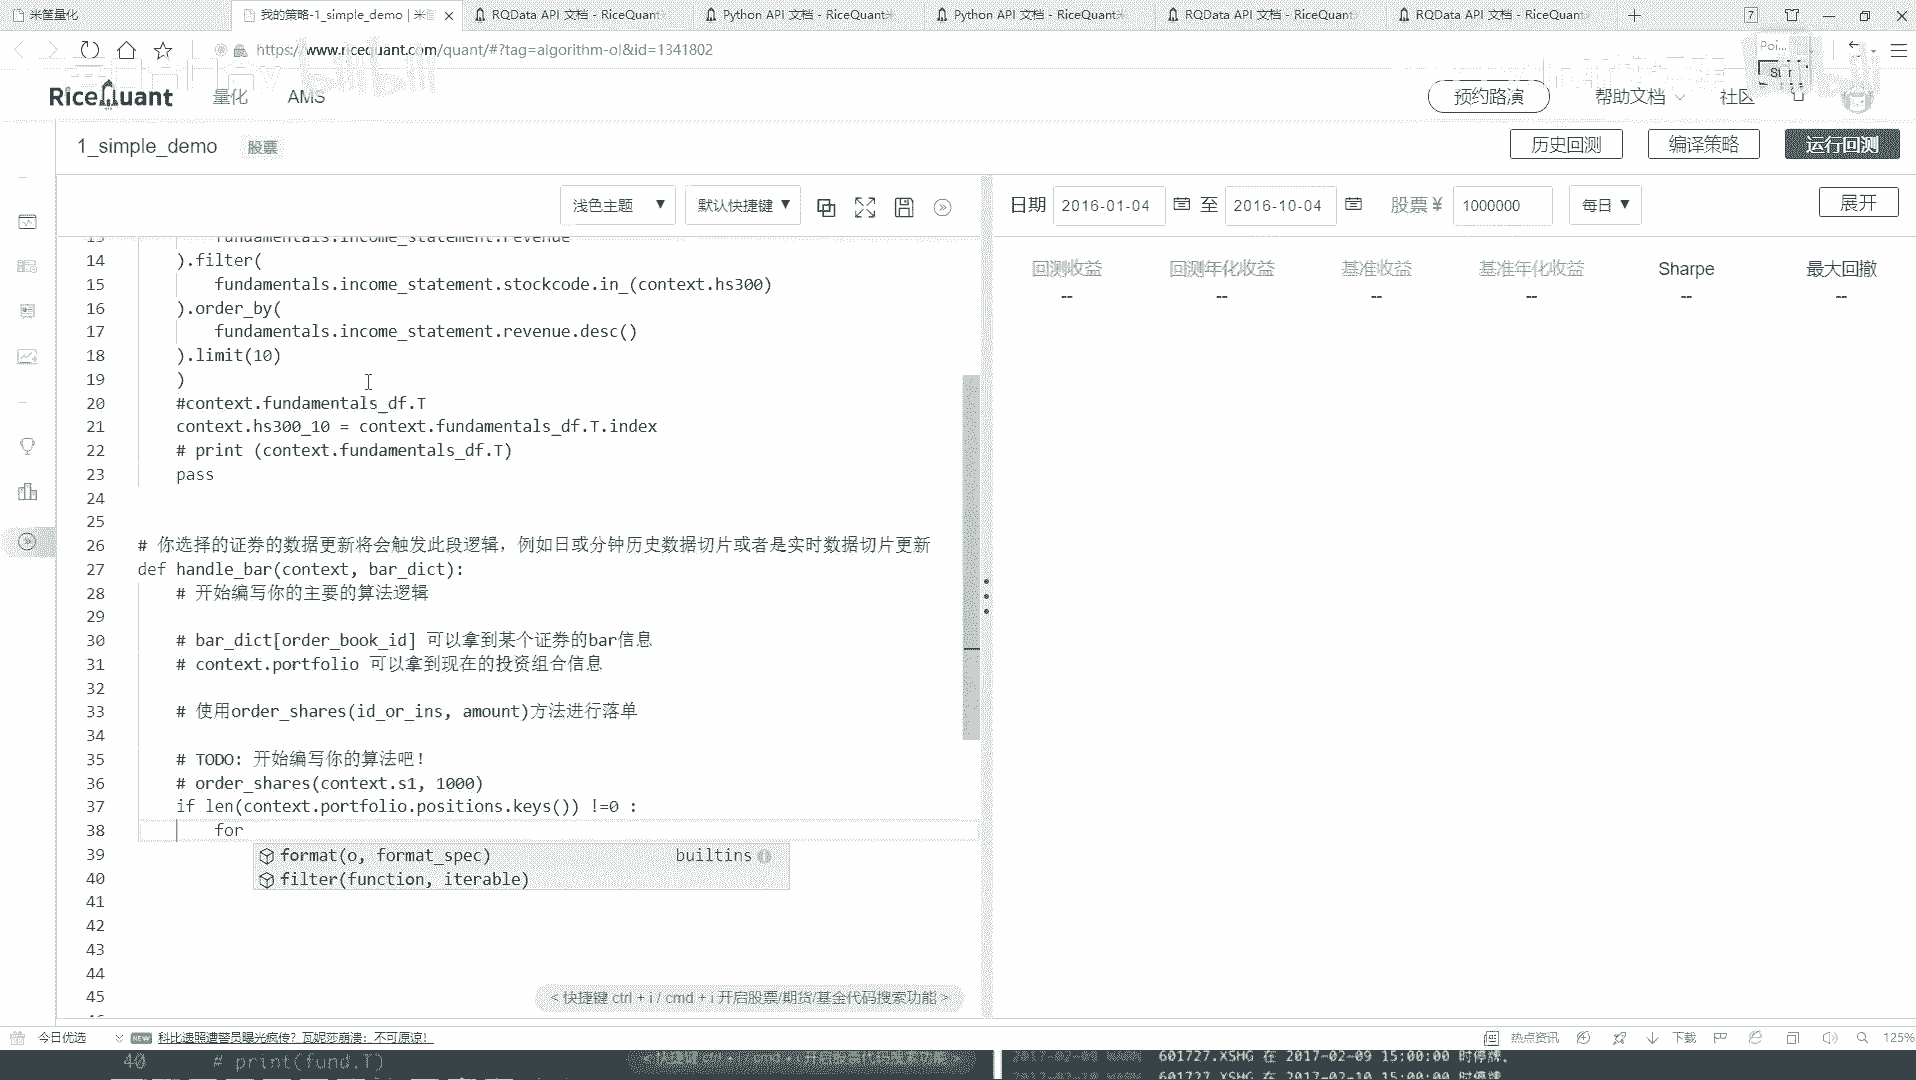 米筐量化
我的策略-1_simple_demo | 米筐
RQData API 文档 - RiceQuant
Python API 文档 - RiceQuant
Python API 文档 - RiceQuant
RQData API 文档 - RiceQuant
RQData API 文档 - RiceQuant
7
https://www.ricequant.com/quant/#?tag=algorithm-ol&id=1341802
Poi...
RiceQuant
量化
AMS
预约路演
帮助文档
社区
1_simple_demo
股票
历史回测
编译策略
运行回测
浅色主题
默认快捷键
日期
2016-01-04
至
2016-10-04
股票 ¥
1000000
每日
展开
回测收益
回测年化收益
基准收益
基准年化收益
Sharpe
最大回撤
--
--
--
--
--
--
13 fundamentals.income_statement.revenue
14 ).filter(
15 fundamentals.income_statement.stockcode.in_(context.hs300)
16 ).order_by(
17 fundamentals.income_statement.revenue.desc()
18 ).limit(10)
19 )
20 #context.fundamentals_df.T
21 context.hs300_10 = context.fundamentals_df.T.index
22 # print (context.fundamentals_df.T)
23 pass
24
25
26 # 你选择的证券的数据更新将会触发此段逻辑，例如日或分钟历史数据切片或者是实时数据切片更新
27 def handle_bar(context, bar_dict):
28 # 开始编写你的主要的算法逻辑
29
30 # bar_dict[order_book_id] 可以拿到某个证券的bar信息
31 # context.portfolio 可以拿到现在的投资组合信息
32
33 # 使用order_shares(id_or_ins, amount)方法进行落单
34
35 # TODO: 开始编写你的算法吧！
36 # order_shares(context.s1, 1000)
37 if len(context.portfolio.positions.keys()) !=0 :
38 for
39 format(o, format_spec) builtins
40 filter(function, iterable)
41
42
43
44
45
< 快捷键 ctrl + i / cmd + i 开启股票/期货/基金代码搜索功能 >
今日优选
NEW
科比遗照遭警员曝光疯传？瓦妮莎崩溃：不可原谅！
热点资讯
下载
125%
40 # print(fund.T)
601727.XSHG 在 2017-02-09 15:00:00 时停牌。
601727.XSHG 在 2017-02-10 15:00:00 时停牌。